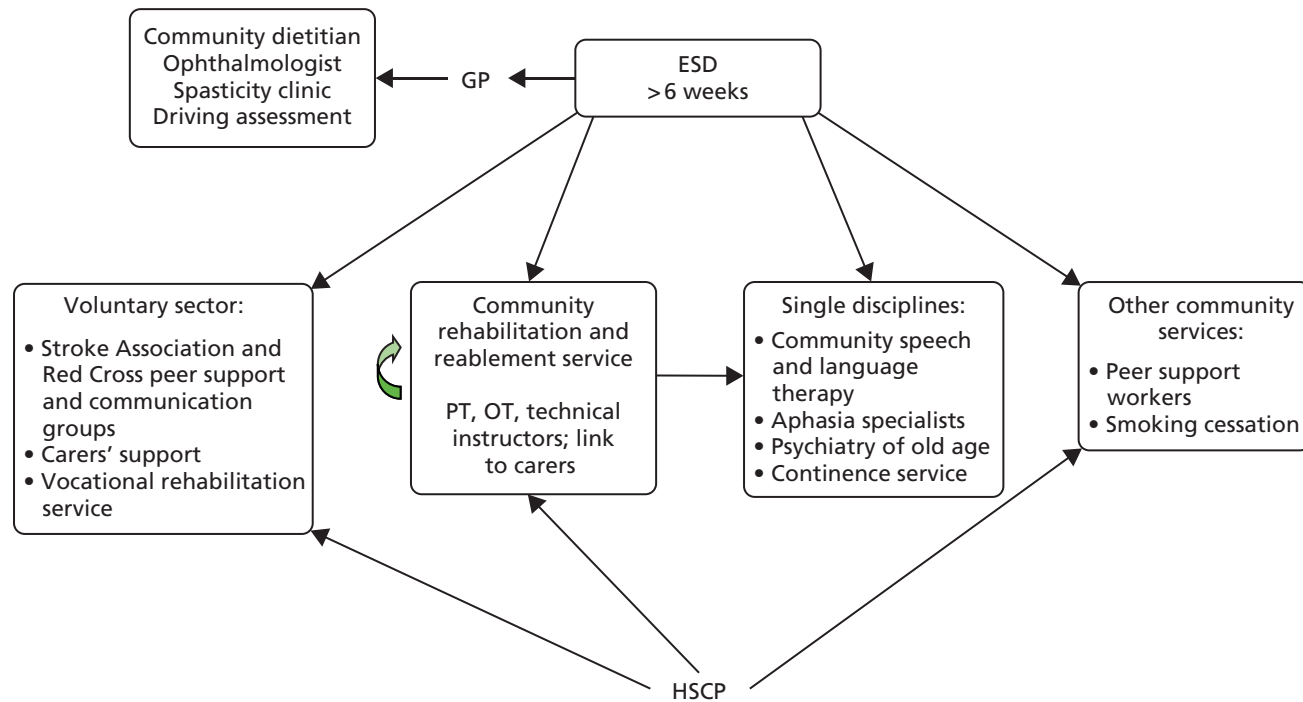 Community dietitian
Ophthalmologist
Spasticity clinic
Driving assessment
GP
ESD
>6 weeks
Voluntary sector:
• Stroke Association and
Red Cross peer support
and communication
groups
• Carers’ support
• Vocational rehabilitation
service
Community
rehabilitation and
reablement service
PT, OT, technical
instructors; link
to carers
Single disciplines:
• Community speech
and language
therapy
• Aphasia specialists
• Psychiatry of old age
• Continence service
Other community
services:
• Peer support
workers
• Smoking cessation
HSCP